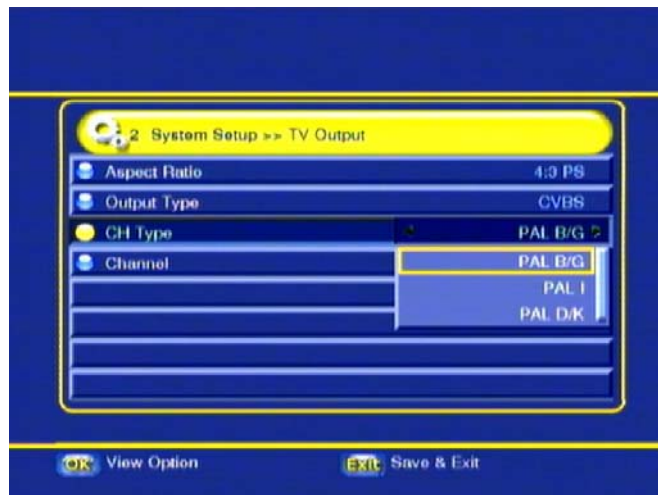 2 System Setup >> TV Output
Aspect Ratio 4:3 PS
Output Type CVBS
CH Type PAL B/G
Channel PAL B/G
PAL I
PAL D/K
OK View Option EXIt Save & Exit